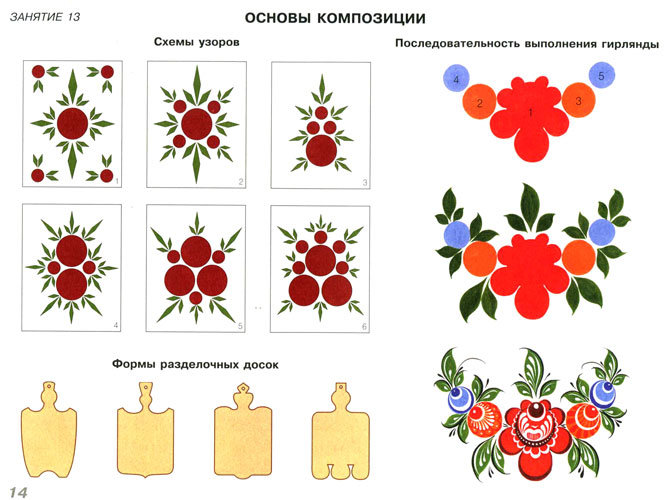 ЗАНЯТИЕ 13
ОСНОВЫ КОМПОЗИЦИИ
Схемы узоров
1
2
3
4
5
6
Формы разделочных досок
Последовательность выполнения гирлянды
4
5
2
3
1
14